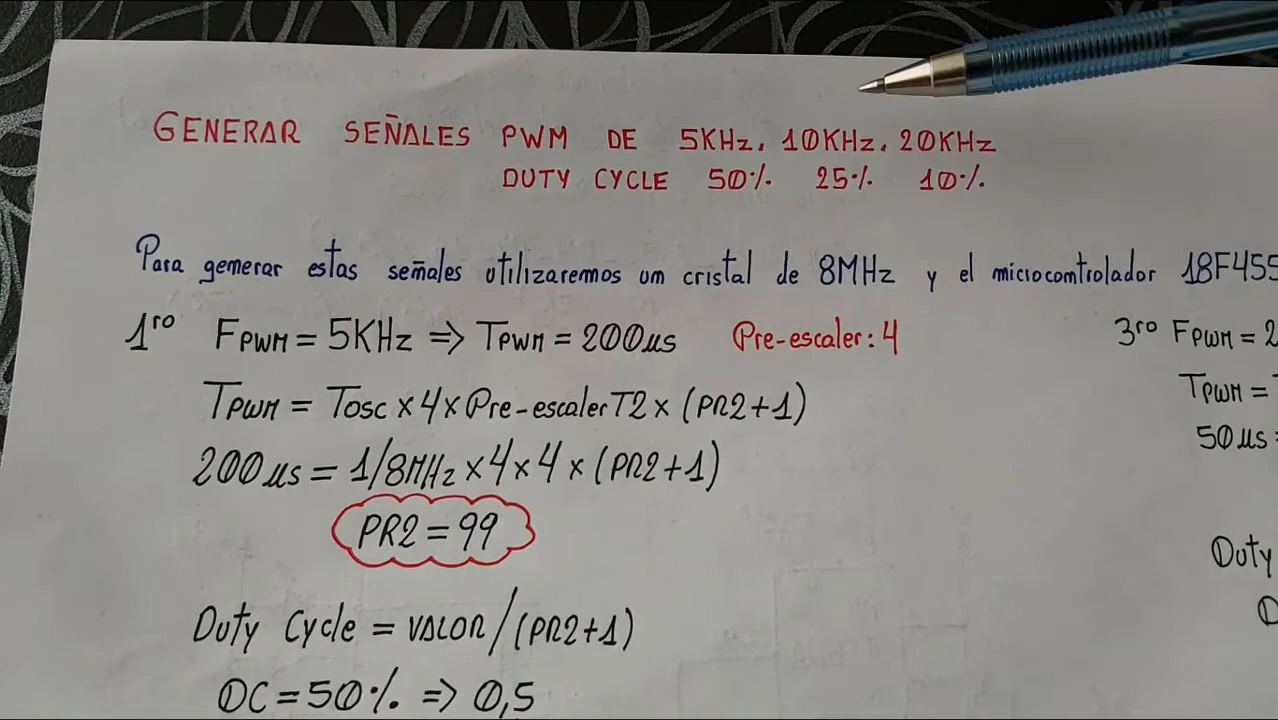 GENERAR SEÑALES PWM DE 5KHz, 10KHz, 20KHz
DUTY CYCLE 50% 25% 10%
Para generar estas señales utilizaremos un cristal de 8MHz y el microcontrolador 18F455
1ro FPWM = 5KHz => TPWM = 200us Pre-escaler: 4
TPWM = Tosc x 4 x Pre-escaler T2 x (PR2+1)
200us = 1/8MHz x 4 x 4 x (PR2+1)
PR2 = 99
Duty Cycle = VALOR/(PR2+1)
DC = 50% => 0,5
3ro FPWM = 2
TPWM =
50us =
Duty
D